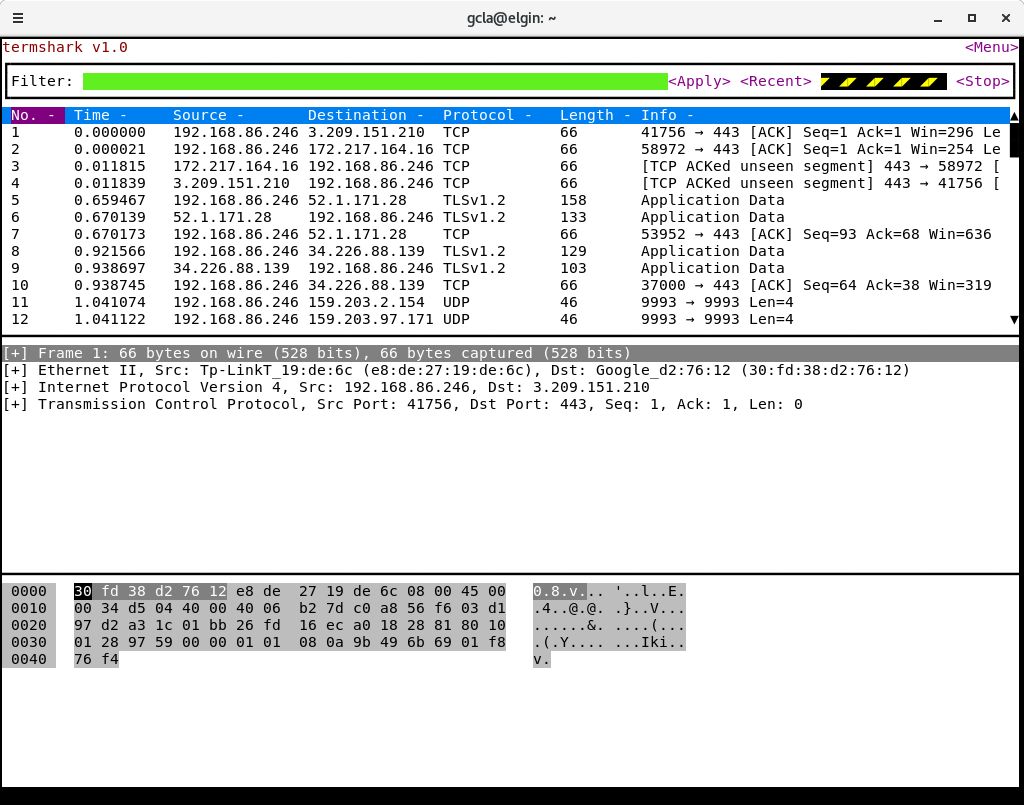 gcla@elgin: ~
termshark v1.0 <Menu>
Filter: <Apply> <Recent> <Stop>
No. - Time - Source - Destination - Protocol - Length - Info -
1 0.000000 192.168.86.246 3.209.151.210 TCP 66 41756 → 443 [ACK] Seq=1 Ack=1 Win=296 Le
2 0.000021 192.168.86.246 172.217.164.16 TCP 66 58972 → 443 [ACK] Seq=1 Ack=1 Win=254 Le
3 0.011815 172.217.164.16 192.168.86.246 TCP 66 [TCP ACKed unseen segment] 443 → 58972 [
4 0.011839 3.209.151.210 192.168.86.246 TCP 66 [TCP ACKed unseen segment] 443 → 41756 [
5 0.659467 192.168.86.246 52.1.171.28 TLSv1.2 158 Application Data
6 0.670139 52.1.171.28 192.168.86.246 TLSv1.2 133 Application Data
7 0.670173 192.168.86.246 52.1.171.28 TCP 66 53952 → 443 [ACK] Seq=93 Ack=68 Win=636
8 0.921566 192.168.86.246 34.226.88.139 TLSv1.2 129 Application Data
9 0.938697 34.226.88.139 192.168.86.246 TLSv1.2 103 Application Data
10 0.938745 192.168.86.246 34.226.88.139 TCP 66 37000 → 443 [ACK] Seq=64 Ack=38 Win=319
11 1.041074 192.168.86.246 159.203.2.154 UDP 46 9993 → 9993 Len=4
12 1.041122 192.168.86.246 159.203.97.171 UDP 46 9993 → 9993 Len=4
[+] Frame 1: 66 bytes on wire (528 bits), 66 bytes captured (528 bits)
[+] Ethernet II, Src: Tp-LinkT_19:de:6c (e8:de:27:19:de:6c), Dst: Google_d2:76:12 (30:fd:38:d2:76:12)
[+] Internet Protocol Version 4, Src: 192.168.86.246, Dst: 3.209.151.210
[+] Transmission Control Protocol, Src Port: 41756, Dst Port: 443, Seq: 1, Ack: 1, Len: 0
0000 30 fd 38 d2 76 12 e8 de 27 19 de 6c 08 00 45 00 0.8.v... '..l..E.
0010 00 34 d5 04 40 00 40 06 b2 7d c0 a8 56 f6 03 d1 .4..@.@. .}..V...
0020 97 d2 a3 1c 01 bb 26 fd 16 ec a0 18 28 81 80 10 ......&. ....(...
0030 01 28 97 59 00 00 01 01 08 0a 9b 49 6b 69 01 f8 .(.Y.... ...Iki..
0040 76 f4 v.